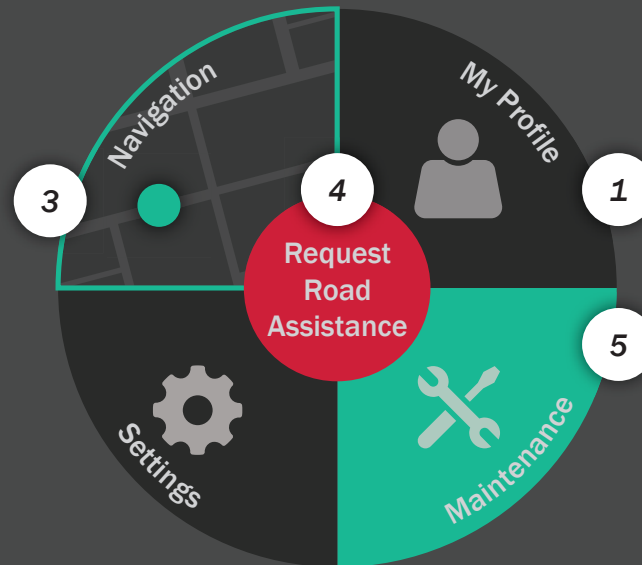 Navigation
My Profile
3
4
1
Request
Road
Assistance
5
Settings
Maintenance